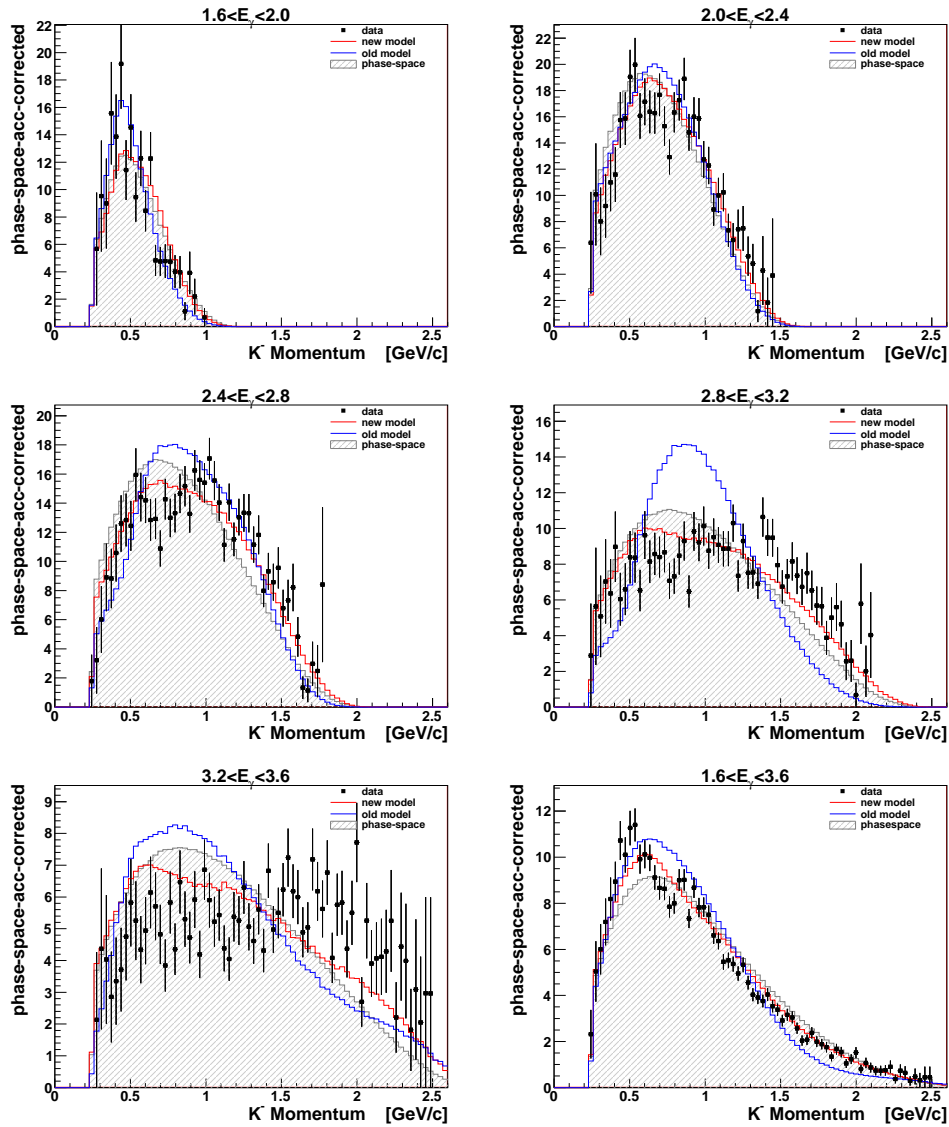 1.6<Eγ<2.0
phase-space-acc-corrected
22
20
18
16
14
12
10
8
6
4
2
0
data
new model
old model
phase-space
0 0.5 1 1.5 2 2.5
K⁻ Momentum [GeV/c]
2.0<Eγ<2.4
phase-space-acc-corrected
22
20
18
16
14
12
10
8
6
4
2
0
data
new model
old model
phase-space
0 0.5 1 1.5 2 2.5
K⁻ Momentum [GeV/c]
2.4<Eγ<2.8
phase-space-acc-corrected
20
18
16
14
12
10
8
6
4
2
0
data
new model
old model
phase-space
0 0.5 1 1.5 2 2.5
K⁻ Momentum [GeV/c]
2.8<Eγ<3.2
phase-space-acc-corrected
16
14
12
10
8
6
4
2
0
data
new model
old model
phase-space
0 0.5 1 1.5 2 2.5
K⁻ Momentum [GeV/c]
3.2<Eγ<3.6
phase-space-acc-corrected
9
8
7
6
5
4
3
2
1
0
data
new model
old model
phase-space
0 0.5 1 1.5 2 2.5
K⁻ Momentum [GeV/c]
1.6<Eγ<3.6
phase-space-acc-corrected
12
10
8
6
4
2
0
data
new model
old model
phasespace
0 0.5 1 1.5 2 2.5
K⁻ Momentum [GeV/c]